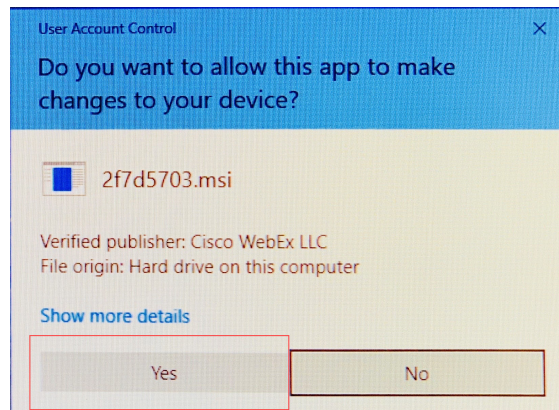 User Account Control
Do you want to allow this app to make
changes to your device?
2f7d5703.msi
Verified publisher: Cisco WebEx LLC
File origin: Hard drive on this computer
Show more details
Yes
No